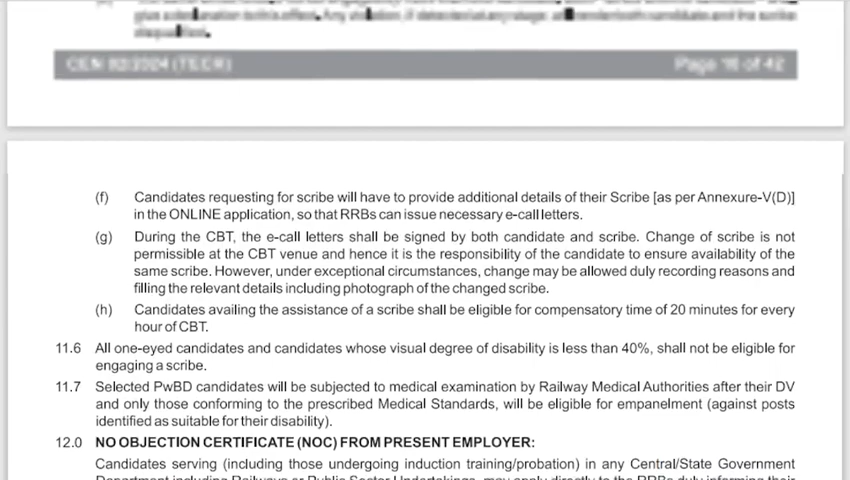 CEN 02/2024 (TECH) Page 16 of 42
(f) Candidates requesting for scribe will have to provide additional details of their Scribe [as per Annexure-V(D)]
in the ONLINE application, so that RRBs can issue necessary e-call letters.
(g) During the CBT, the e-call letters shall be signed by both candidate and scribe. Change of scribe is not
permissible at the CBT venue and hence it is the responsibility of the candidate to ensure availability of the
same scribe. However, under exceptional circumstances, change may be allowed duly recording reasons and
filling the relevant details including photograph of the changed scribe.
(h) Candidates availing the assistance of a scribe shall be eligible for compensatory time of 20 minutes for every
hour of CBT.
11.6 All one-eyed candidates and candidates whose visual degree of disability is less than 40%, shall not be eligible for
engaging a scribe.
11.7 Selected PwBD candidates will be subjected to medical examination by Railway Medical Authorities after their DV
and only those conforming to the prescribed Medical Standards, will be eligible for empanelment (against posts
identified as suitable for their disability).
12.0 NO OBJECTION CERTIFICATE (NOC) FROM PRESENT EMPLOYER:
Candidates serving (including those undergoing induction training/probation) in any Central/State Government